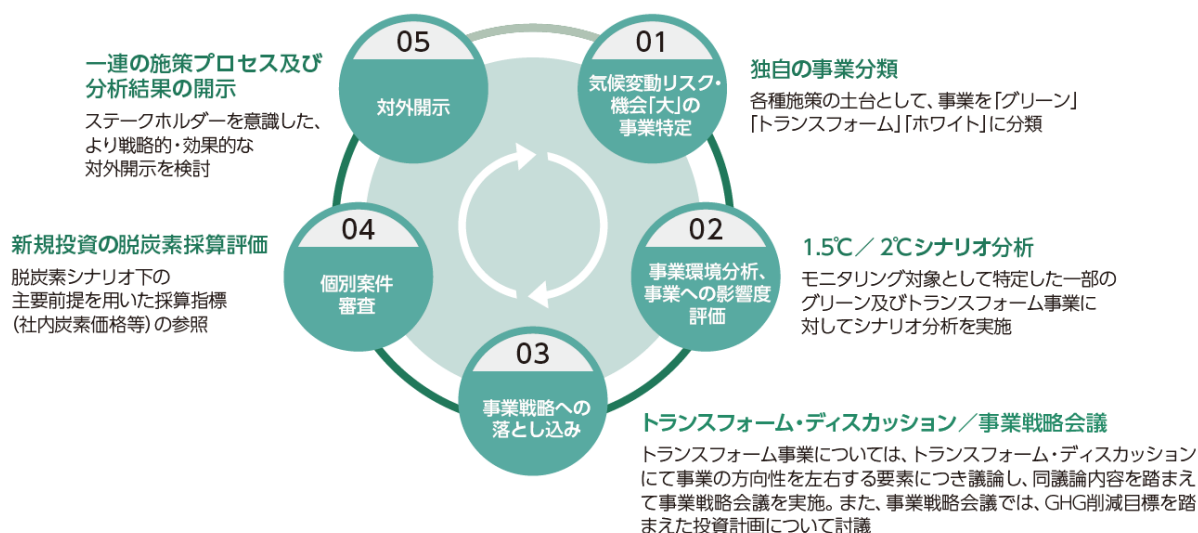 01
気候変動リスク・
機会「大」の
事業特定
独自の事業分類
各種施策の土台として、事業を「グリーン」
「トランスフォーム」「ホワイト」に分類
02
事業環境分析、
事業への影響度
評価
1.5℃／2℃シナリオ分析
モニタリング対象として特定した一部の
グリーン及びトランスフォーム事業に
対してシナリオ分析を実施
03
事業戦略への
落とし込み
トランスフォーム・ディスカッション／事業戦略会議
トランスフォーム事業については、トランスフォーム・ディスカッション
にて事業の方向性を左右する要素につき議論し、同議論内容を踏まえ
て事業戦略会議を実施。また、事業戦略会議では、GHG削減目標を踏
まえた投資計画について討議
04
個別案件
審査
新規投資の脱炭素採算評価
脱炭素シナリオ下の
主要前提を用いた採算指標
（社内炭素価格等）の参照
05
対外開示
一連の施策プロセス及び
分析結果の開示
ステークホルダーを意識した、
より戦略的・効果的な
対外開示を検討